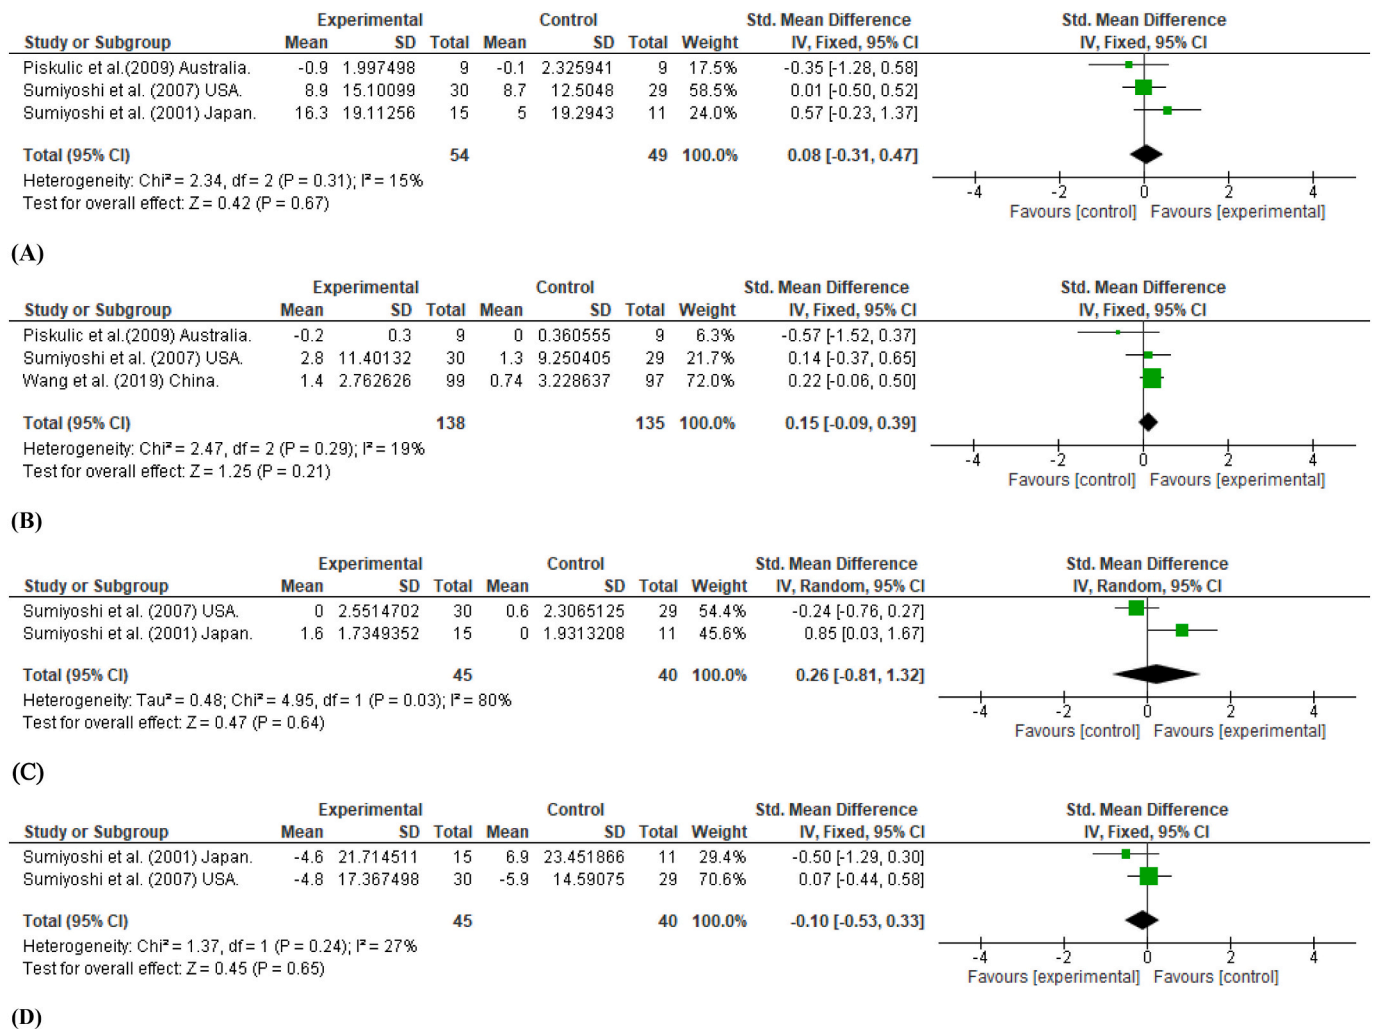 Experimental Control Std. Mean Difference Std. Mean Difference
Study or Subgroup Mean SD Total Mean SD Total Weight IV, Fixed, 95% CI IV, Fixed, 95% CI
Piskulic et al.(2009) Australia. -0.9 1.997498 9 -0.1 2.325941 9 17.5% -0.35 [-1.28, 0.58]
Sumiyoshi et al. (2007) USA. 8.9 15.10099 30 8.7 12.5048 29 58.5% 0.01 [-0.50, 0.52]
Sumiyoshi et al. (2001) Japan. 16.3 19.11256 15 5 19.2943 11 24.0% 0.57 [-0.23, 1.37]
Total (95% CI) 54 49 100.0% 0.08 [-0.31, 0.47]
Heterogeneity: Chi² = 2.34, df = 2 (P = 0.31); I² = 15%
Test for overall effect: Z = 0.42 (P = 0.67)
-4 -2 0 2 4
Favours [control] Favours [experimental]
(A)
Experimental Control Std. Mean Difference Std. Mean Difference
Study or Subgroup Mean SD Total Mean SD Total Weight IV, Fixed, 95% CI IV, Fixed, 95% CI
Piskulic et al.(2009) Australia. -0.2 0.3 9 0 0.360555 9 6.3% -0.57 [-1.52, 0.37]
Sumiyoshi et al. (2007) USA. 2.8 11.40132 30 1.3 9.250405 29 21.7% 0.14 [-0.37, 0.65]
Wang et al. (2019) China. 1.4 2.762626 99 0.74 3.228637 97 72.0% 0.22 [-0.06, 0.50]
Total (95% CI) 138 135 100.0% 0.15 [-0.09, 0.39]
Heterogeneity: Chi² = 2.47, df = 2 (P = 0.29); I² = 19%
Test for overall effect: Z = 1.25 (P = 0.21)
-4 -2 0 2 4
Favours [control] Favours [experimental]
(B)
Experimental Control Std. Mean Difference Std. Mean Difference
Study or Subgroup Mean SD Total Mean SD Total Weight IV, Random, 95% CI IV, Random, 95% CI
Sumiyoshi et al. (2007) USA. 0 2.5514702 30 0.6 2.3065125 29 54.4% -0.24 [-0.76, 0.27]
Sumiyoshi et al. (2001) Japan. 1.6 1.7349352 15 0 1.9313208 11 45.6% 0.85 [0.03, 1.67]
Total (95% CI) 45 40 100.0% 0.26 [-0.81, 1.32]
Heterogeneity: Tau² = 0.48; Chi² = 4.95, df = 1 (P = 0.03); I² = 80%
Test for overall effect: Z = 0.47 (P = 0.64)
-4 -2 0 2 4
Favours [control] Favours [experimental]
(C)
Experimental Control Std. Mean Difference Std. Mean Difference
Study or Subgroup Mean SD Total Mean SD Total Weight IV, Fixed, 95% CI IV, Fixed, 95% CI
Sumiyoshi et al. (2001) Japan. -4.6 21.714511 15 6.9 23.451866 11 29.4% -0.50 [-1.29, 0.30]
Sumiyoshi et al. (2007) USA. -4.8 17.367498 30 -5.9 14.59075 29 70.6% 0.07 [-0.44, 0.58]
Total (95% CI) 45 40 100.0% -0.10 [-0.53, 0.33]
Heterogeneity: Chi² = 1.37, df = 1 (P = 0.24); I² = 27%
Test for overall effect: Z = 0.45 (P = 0.65)
-4 -2 0 2 4
Favours [experimental] Favours [control]
(D)